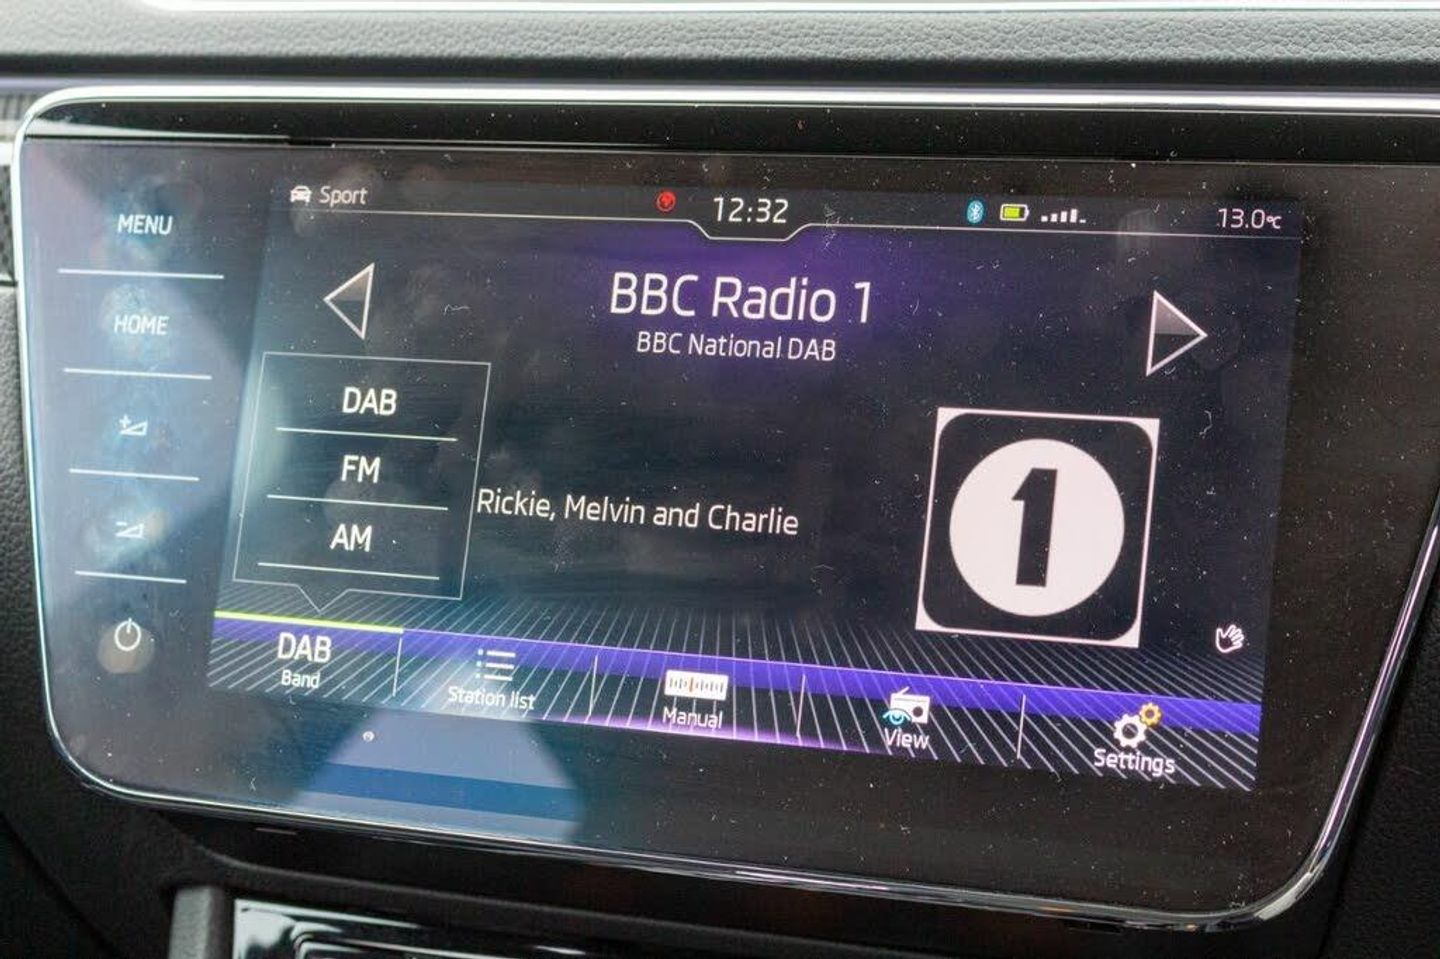 Sport
12:32
13.0°C
MENU
HOME
BBC Radio 1
BBC National DAB
DAB
FM
AM
Rickie, Melvin and Charlie
1
DAB
Band
Station list
Manual
View
Settings